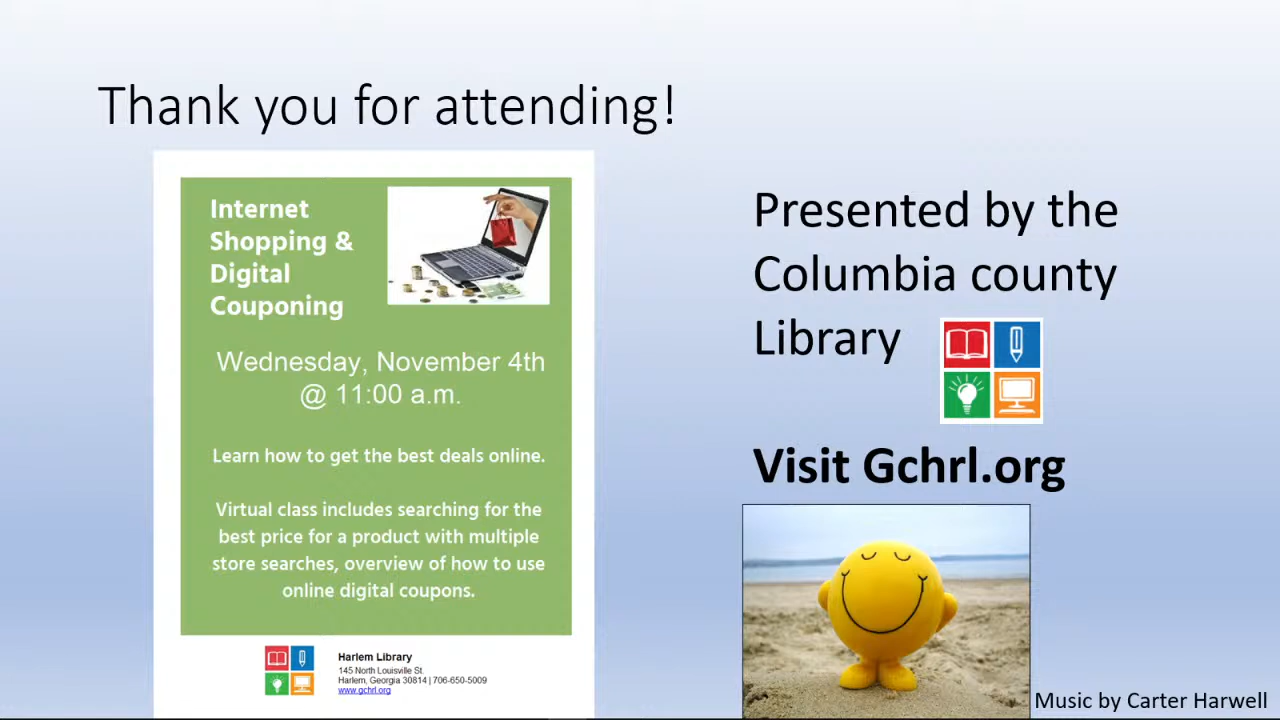 Thank you for attending!
Internet
Shopping &
Digital
Couponing
Wednesday, November 4th
@ 11:00 a.m.
Learn how to get the best deals online.
Virtual class includes searching for the
best price for a product with multiple
store searches, overview of how to use
online digital coupons.
Harlem Library
145 North Louisville St.
Harlem, Georgia 30814 | 706-650-5009
www.gchrl.org
Presented by the
Columbia county
Library
Visit Gchrl.org
Music by Carter Harwell